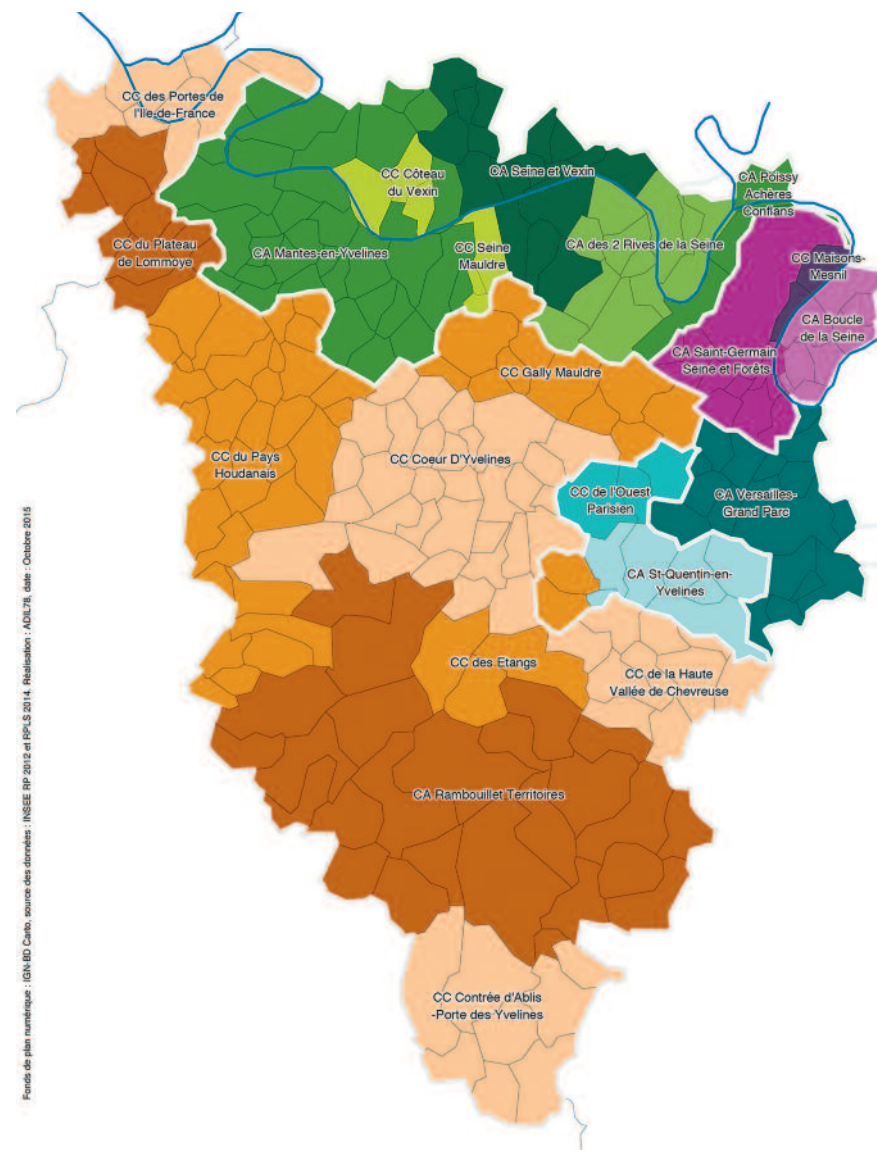 CC des Portes de
l'Ile-de-France
CC Côteau
du Vexin
CA Seine et Vexin
CA Poissy
Achères
Conflans
CC du Plateau
de Lommoye
CA Mantes-en-Yvelines
CC Seine
Mauldre
CA des 2 Rives de la Seine
CC Maisons-
Mesnil
CA Boucle
de la Seine
CA Saint-Germain
Seine et Forêts
CC Gally Mauldre
CC du Pays
Houdanais
CC Coeur D'Yvelines
CC de l'Ouest
Parisien
CA Versailles-
Grand Parc
CA St-Quentin-en-
Yvelines
CC des Etangs
CC de la Haute
Vallée de Chevreuse
CA Rambouillet Territoires
CC Contrée d'Ablis
-Porte des Yvelines
Fonds de plan numérique : IGN-BD Carto, source des données : INSEE RP 2012 et RPLS 2014. Réalisation : ADIL78, date : Octobre 2015